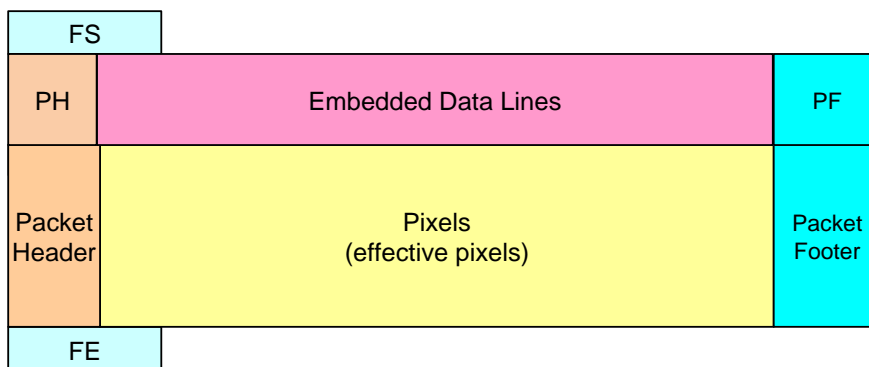 FS
PH
Embedded Data Lines
PF
Packet
Header
Pixels
(effective pixels)
Packet
Footer
FE